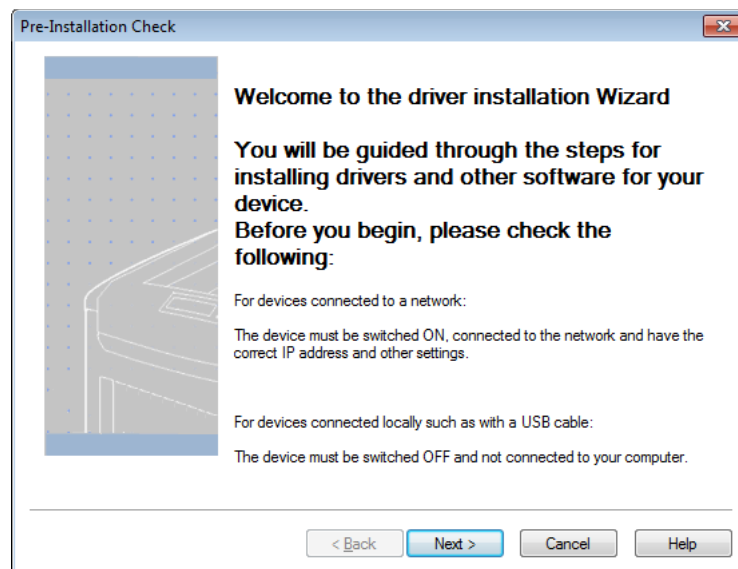 Pre-Installation Check
Welcome to the driver installation Wizard
You will be guided through the steps for
installing drivers and other software for your
device.
Before you begin, please check the
following:
For devices connected to a network:
The device must be switched ON, connected to the network and have the
correct IP address and other settings.
For devices connected locally such as with a USB cable:
The device must be switched OFF and not connected to your computer.
< Back Next > Cancel Help